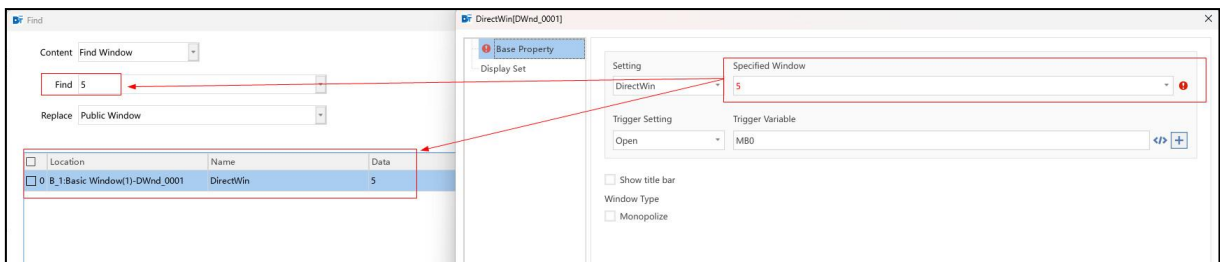 Find
Content Find Window
Find 5
Replace Public Window
Location Name Data
0 B_1:Basic Window(1)-DWnd_0001 DirectWin 5
DirectWin[DWnd_0001]
Base Property
Display Set
Setting Specified Window
DirectWin 5
Trigger Setting Trigger Variable
Open MB0
Show title bar
Window Type
Monopolize